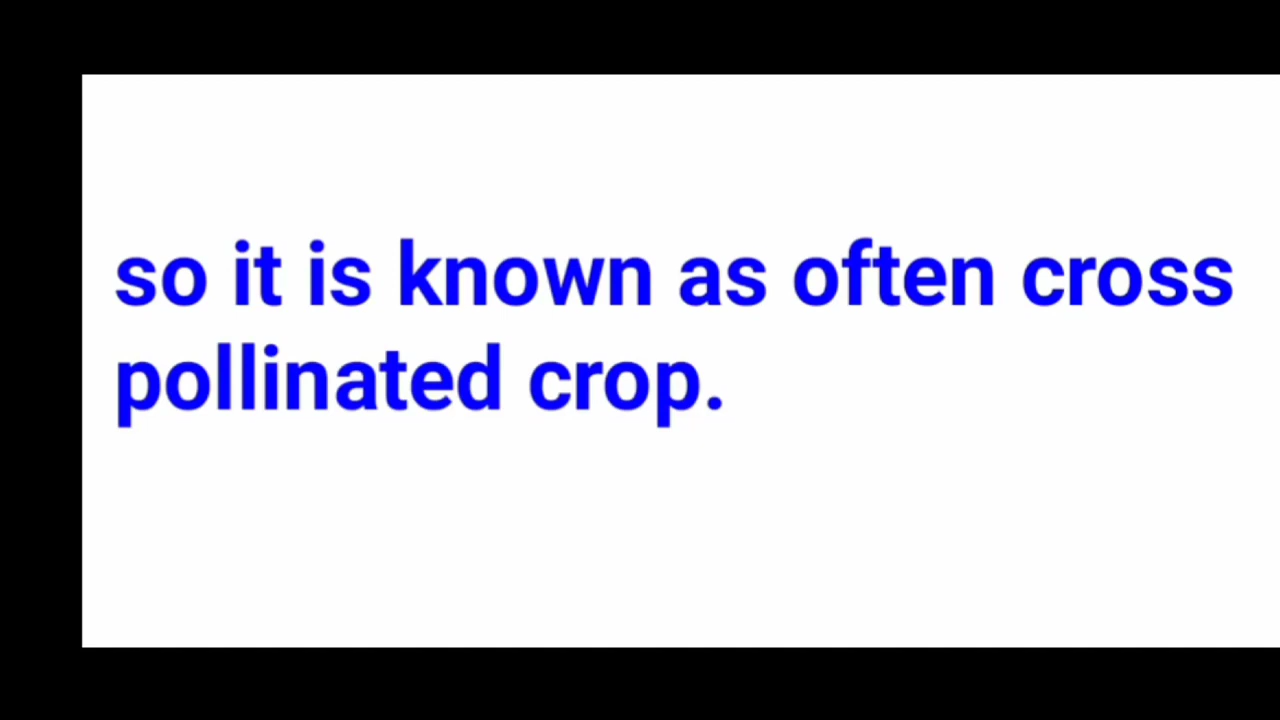 so it is known as often cross
pollinated crop.